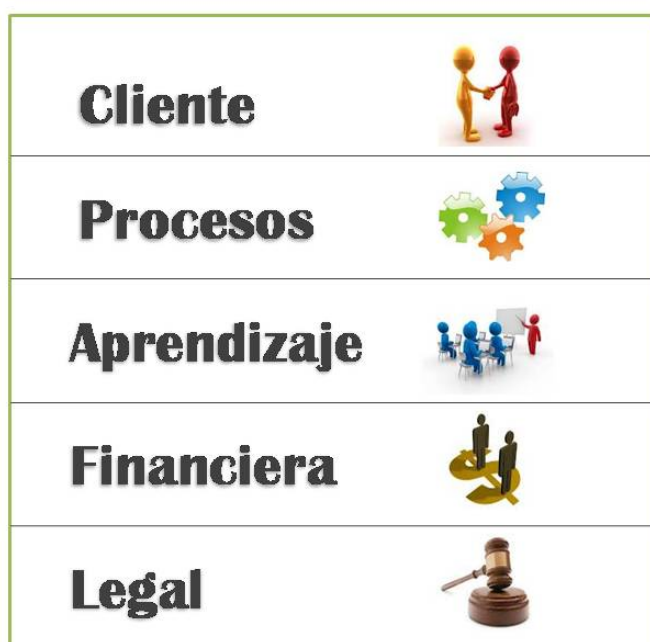 Cliente
Procesos
Aprendizaje
Financiera
Legal